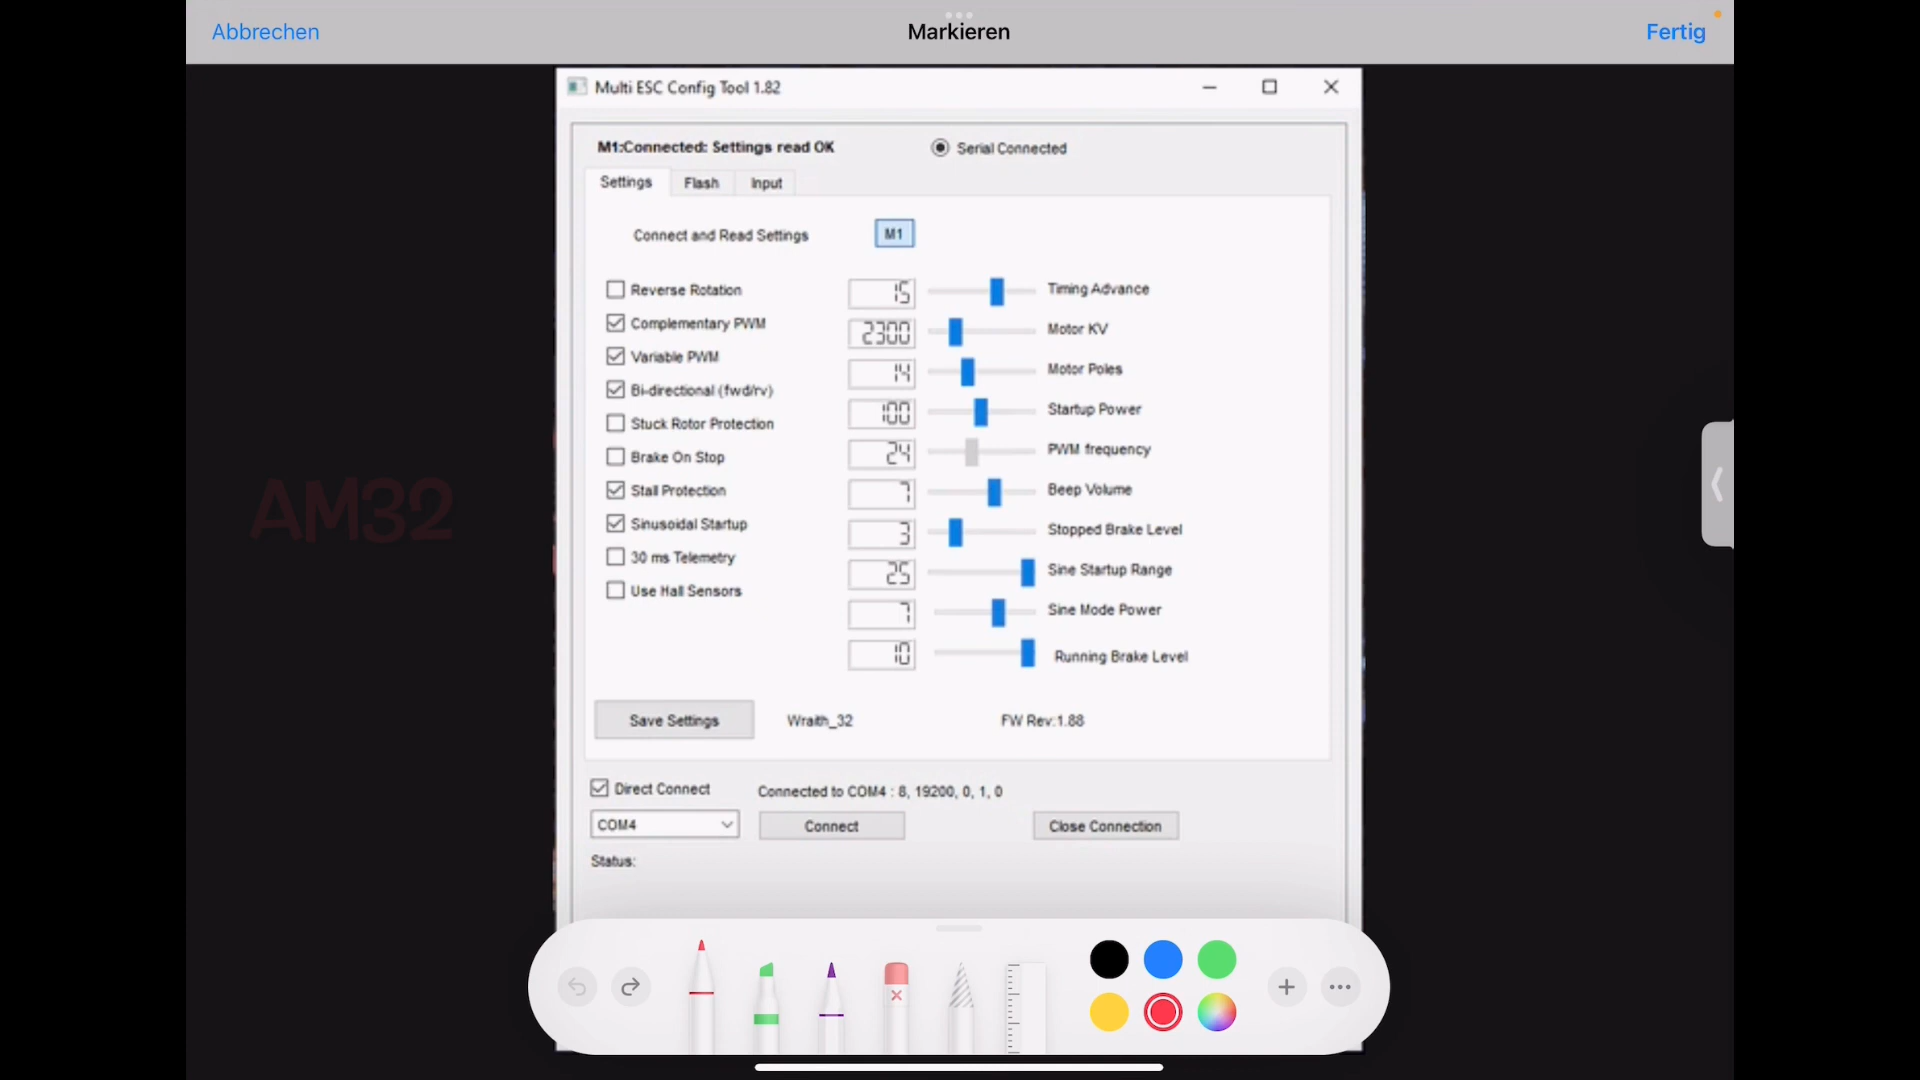 Abbrechen
Markieren
Fertig
Multi ESC Config Tool 1.82
M1:Connected: Settings read OK
Serial Connected
Settings
Flash
Input
Connect and Read Settings
M1
Reverse Rotation
15
Timing Advance
Complementary PWM
2300
Motor KV
Variable PWM
14
Motor Poles
Bi-directional (fwd/rv)
100
Startup Power
Stuck Rotor Protection
24
PWM frequency
Brake On Stop
7
Beep Volume
Stall Protection
3
Stopped Brake Level
Sinusoidal Startup
25
Sine Startup Range
30 ms Telemetry
7
Sine Mode Power
Use Hall Sensors
10
Running Brake Level
AM32
Save Settings
Wraith_32
FW Rev:1.88
Direct Connect
Connected to COM4 : 8, 19200, 0, 1, 0
COM4
Connect
Close Connection
Status: